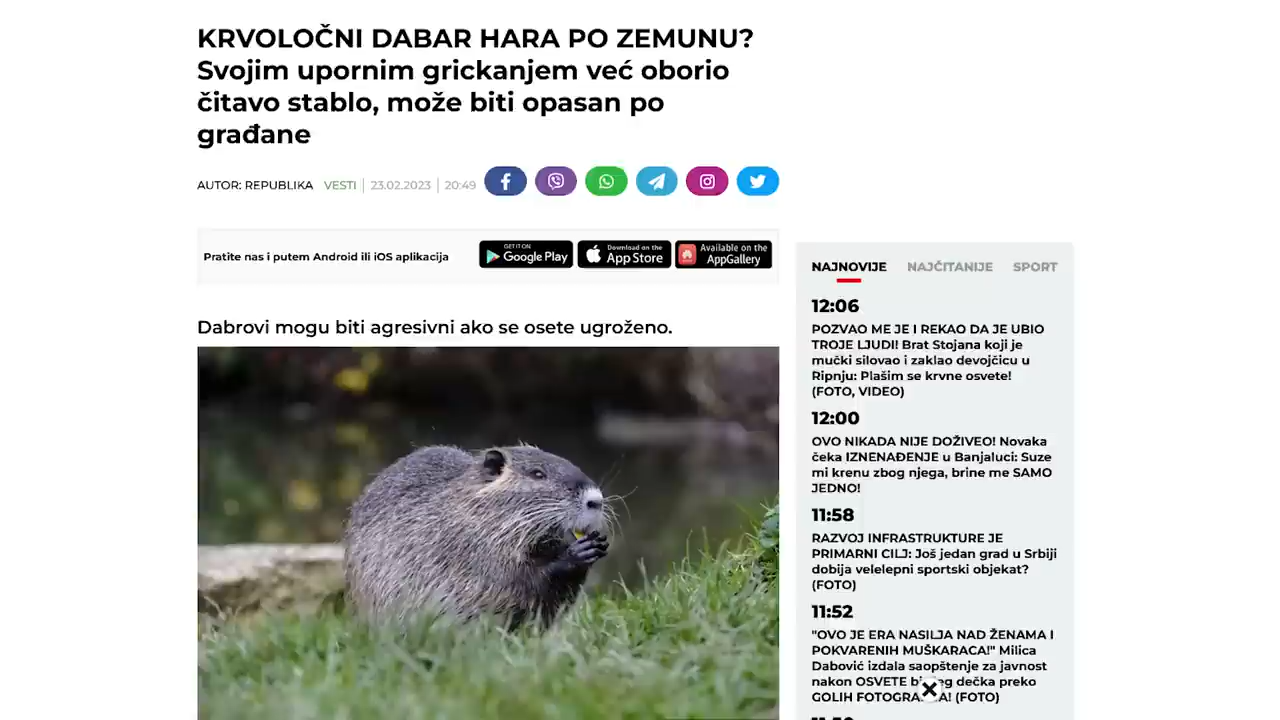 KRVOLOČNI DABAR HARA PO ZEMUNU?
Svojim upornim grickanjem već oborio
čitavo stablo, može biti opasan po
građane
AUTOR: REPUBLIKA VESTI 23.02.2023 20:49
Pratite nas i putem Android ili iOS aplikacija
GET IT ON
Google Play
Download on the
App Store
Available on the
AppGallery
Dabrovi mogu biti agresivni ako se osete ugroženo.
NAJNOVIJE NAJČITANIJE SPORT
12:06
POZVAO ME JE I REKAO DA JE UBIO
TROJE LJUDI! Brat Stojana koji je
mučki silovao i zaklao devojčicu u
Ripnju: Plašim se krvne osvete!
(FOTO, VIDEO)
12:00
OVO NIKADA NIJE DOŽIVEO! Novaka
čeka IZNENAĐENJE u Banjaluci: Suze
mi krenu zbog njega, brine me SAMO
JEDNO!
11:58
RAZVOJ INFRASTRUKTURE JE
PRIMARNI CILJ: Još jedan grad u Srbiji
dobija velelepni sportski objekat?
(FOTO)
11:52
"OVO JE ERA NASILJA NAD ŽENAMA I
POKVARENIH MUŠKARACA!" Milica
Dabović izdala saopštenje za javnost
nakon OSVETE dečka preko
GOLIH (FOTO)